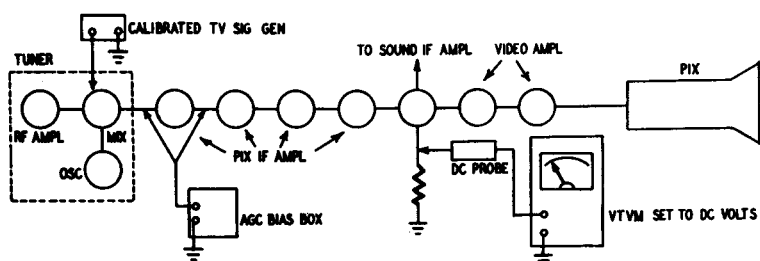 CALIBRATED TV SIG GEN
TUNER
TO SOUND IF AMPL
VIDEO AMPL
PIX
RF AMPL
MIX
PIX IF AMPL
OSC
DC PROBE
AGC BIAS BOX
VTVM SET TO DC VOLTS